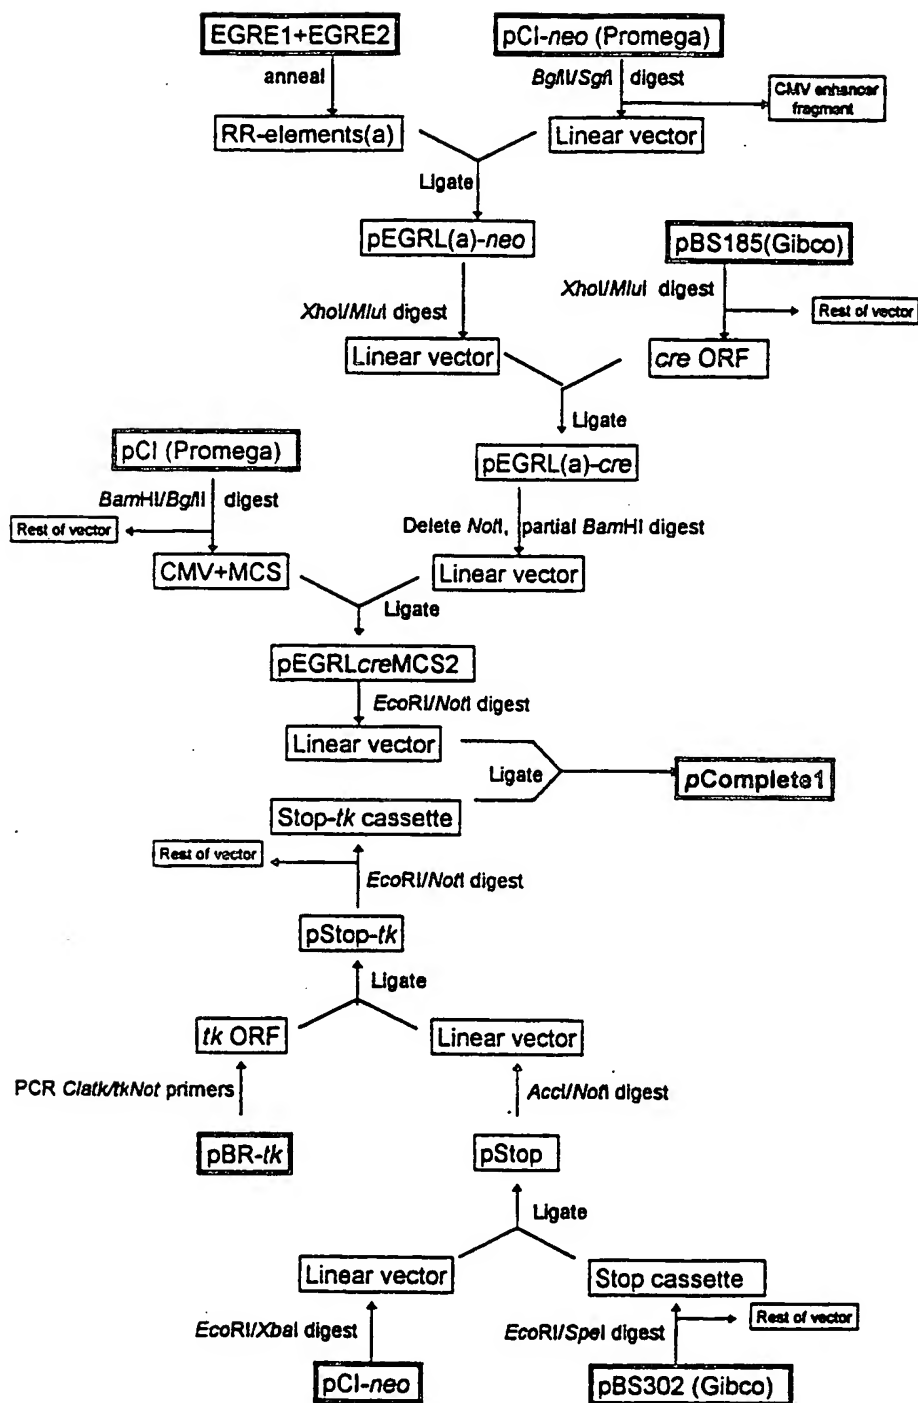 EGRE1+EGRE2
pCI-neo (Promega)
anneal
BglII/SgfI digest
CMV enhancer
fragment
RR-elements(a)
Linear vector
Ligate
pEGRL(a)-neo
pBS185(Gibco)
XhoI/MluI digest
XhoI/MluI digest
Rest of vector
Linear vector
cre ORF
Ligate
pCI (Promega)
pEGRL(a)-cre
BamHI/BglII digest
Rest of vector
Delete NotI, partial BamHI digest
CMV+MCS
Linear vector
Ligate
pEGRLcreMCS2
EcoRI/NotI digest
Linear vector
Ligate
pComplete1
Stop-tk cassette
Rest of vector
EcoRI/NotI digest
pStop-tk
Ligate
tk ORF
Linear vector
PCR Clatk/tkNot primers
AccI/NotI digest
pBR-tk
pStop
Ligate
Linear vector
Stop cassette
EcoRI/XbaI digest
EcoRI/SpeI digest
Rest of vector
pCI-neo
pBS302 (Gibco)